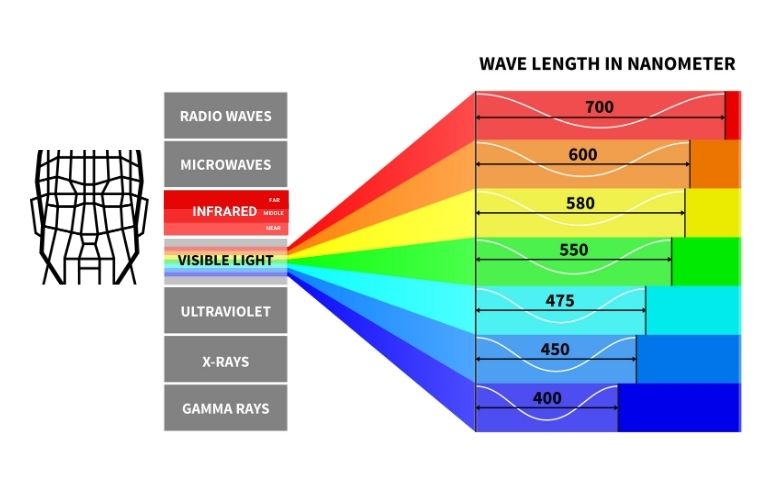 WAVE LENGTH IN NANOMETER
RADIO WAVES
MICROWAVES
FAR
INFRARED MIDDLE
NEAR
VISIBLE LIGHT
ULTRAVIOLET
X-RAYS
GAMMA RAYS
700
600
580
550
475
450
400